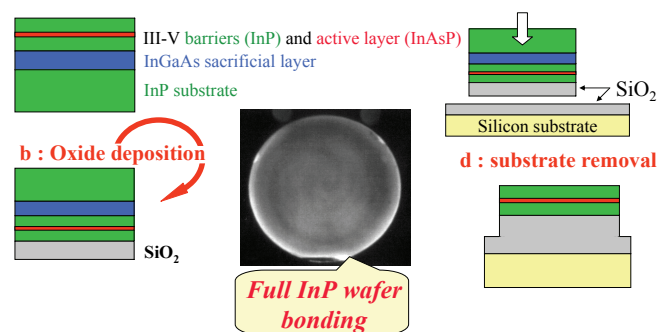 III-V barriers (InP) and active layer (InAsP)
InGaAs sacrificial layer
InP substrate
b : Oxide deposition
SiO₂
Full InP wafer
bonding
SiO₂
Silicon substrate
d : substrate removal